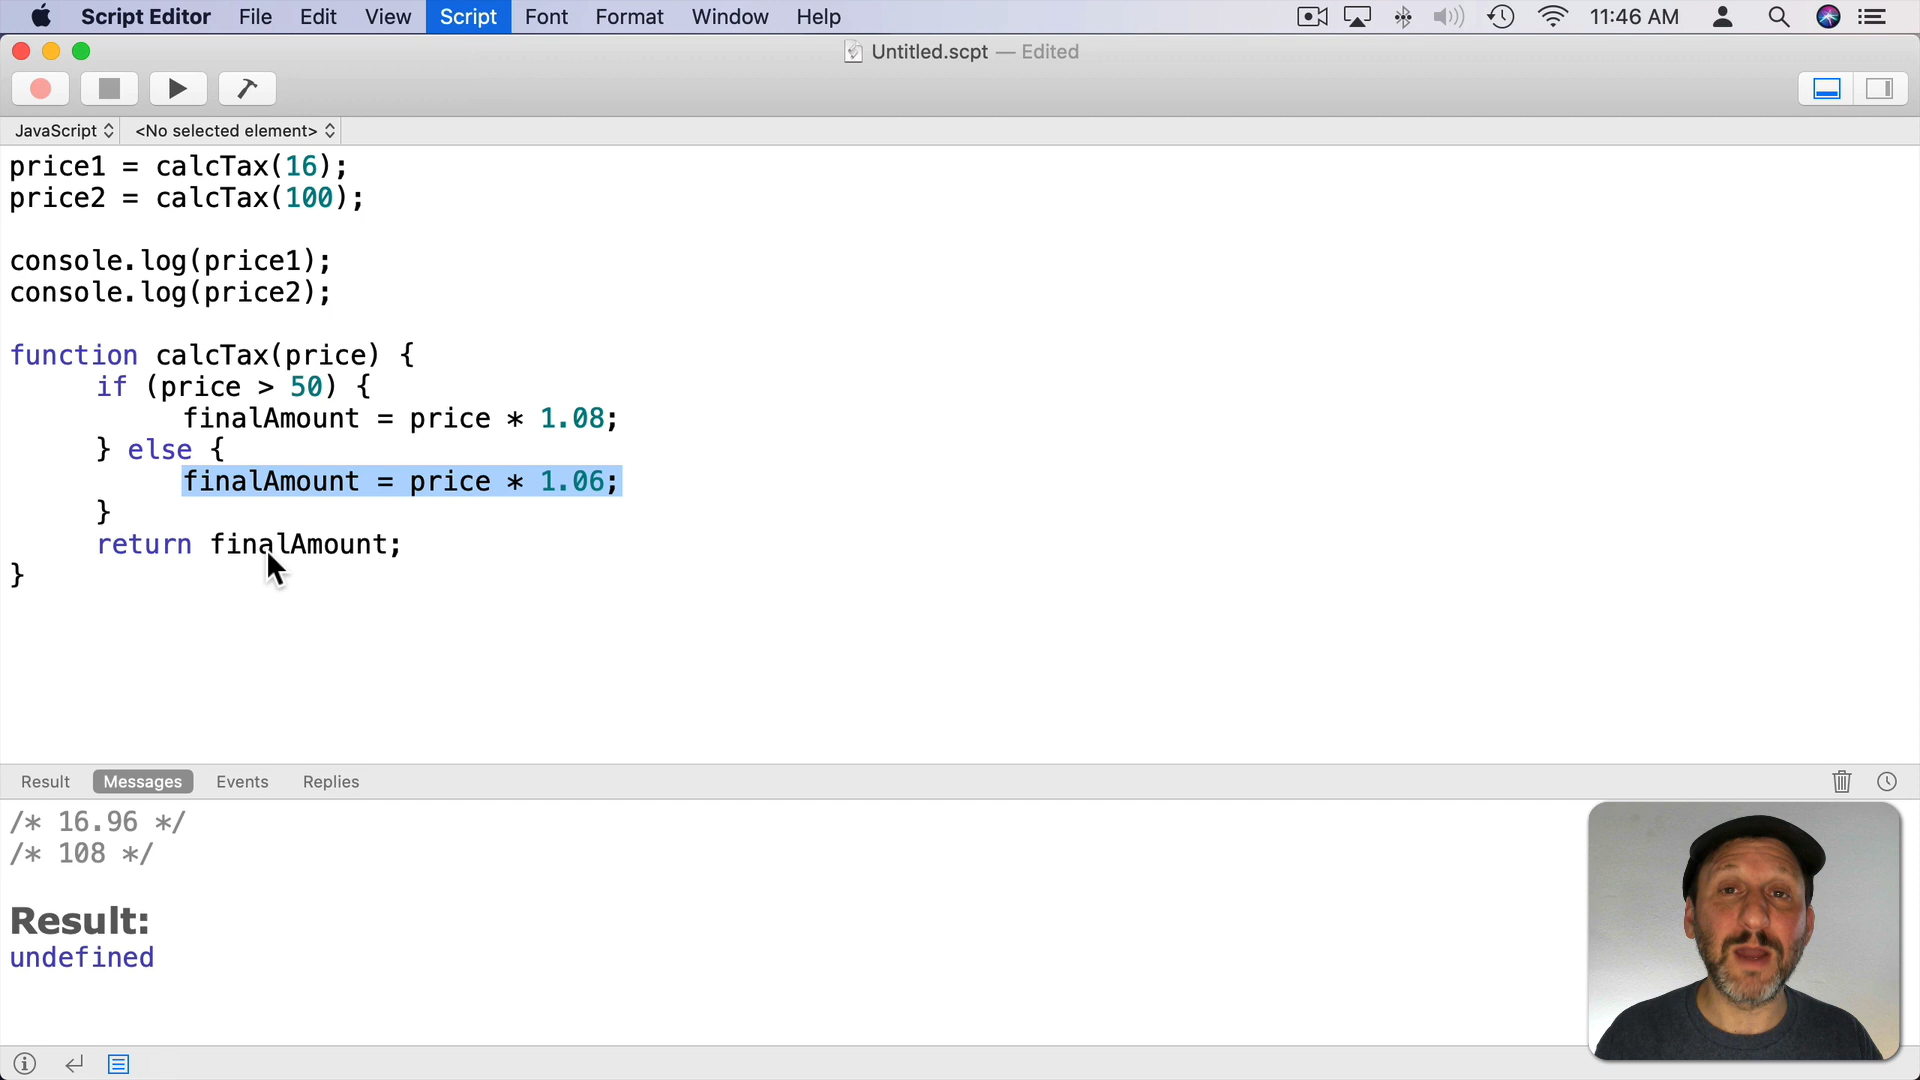 Script Editor File Edit View Script Font Format Window Help 11:46 AM
Untitled.scpt — Edited
JavaScript <No selected element>
price1 = calcTax(16);
price2 = calcTax(100);
console.log(price1);
console.log(price2);
function calcTax(price) {
if (price > 50) {
finalAmount = price * 1.08;
} else {
finalAmount = price * 1.06;
}
return finalAmount;
}
Result Messages Events Replies
/* 16.96 */
/* 108 */
Result:
undefined